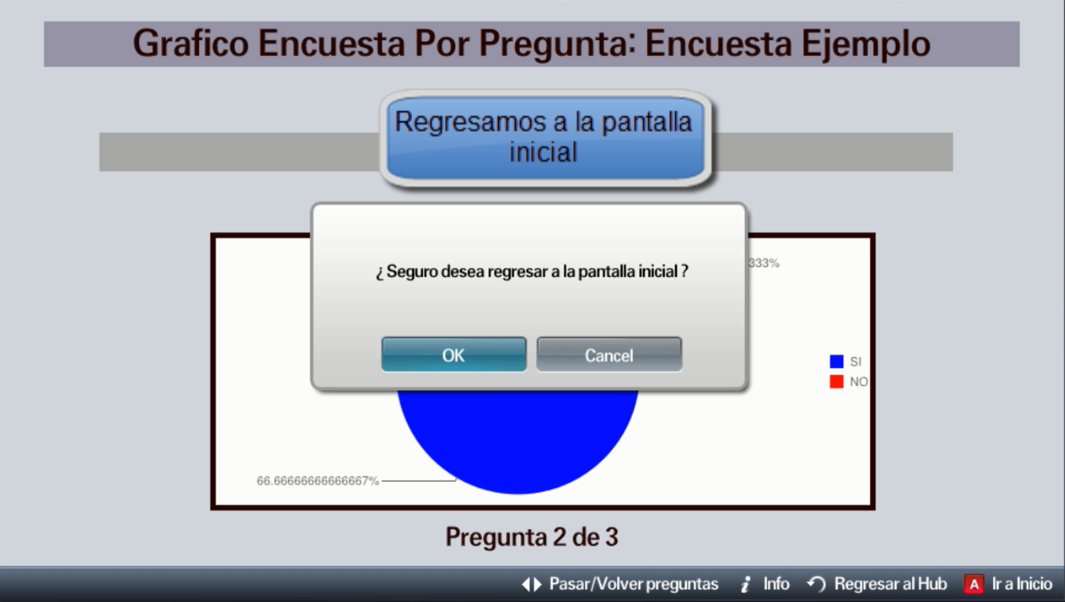 Grafico Encuesta Por Pregunta: Encuesta Ejemplo
Regresamos a la pantalla
inicial
¿ Seguro desea regresar a la pantalla inicial ?
OK
Cancel
333%
SI
NO
66.66666666666667%
Pregunta 2 de 3
Pasar/Volver preguntas
Info
Regresar al Hub
A
Ir a Inicio